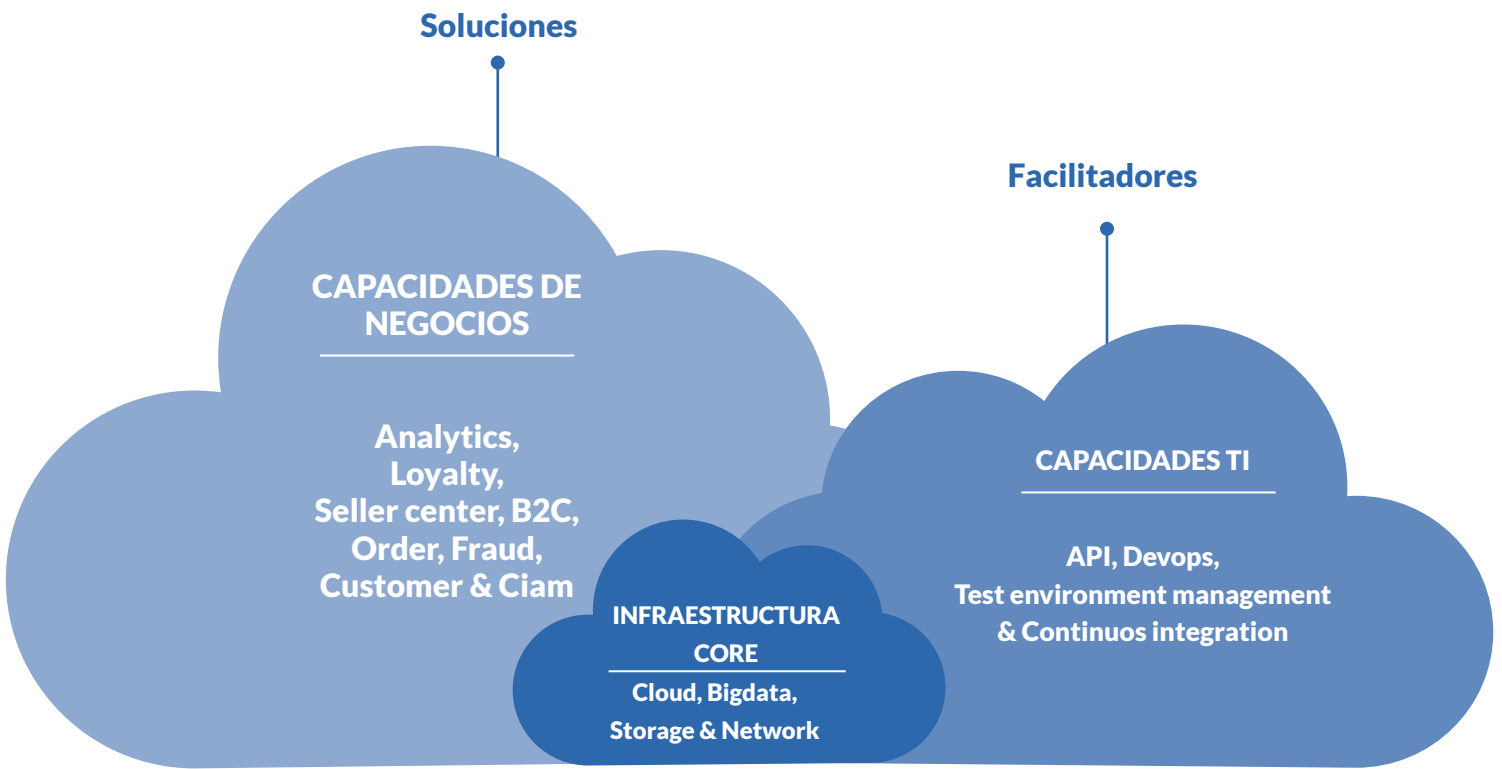 Soluciones
Facilitadores
CAPACIDADES DE
NEGOCIOS
Analytics,
Loyalty,
Seller center, B2C,
Order, Fraud,
Customer & Ciam
CAPACIDADES TI
API, Devops,
Test environment management
& Continuos integration
INFRAESTRUCTURA
CORE
Cloud, Bigdata,
Storage & Network